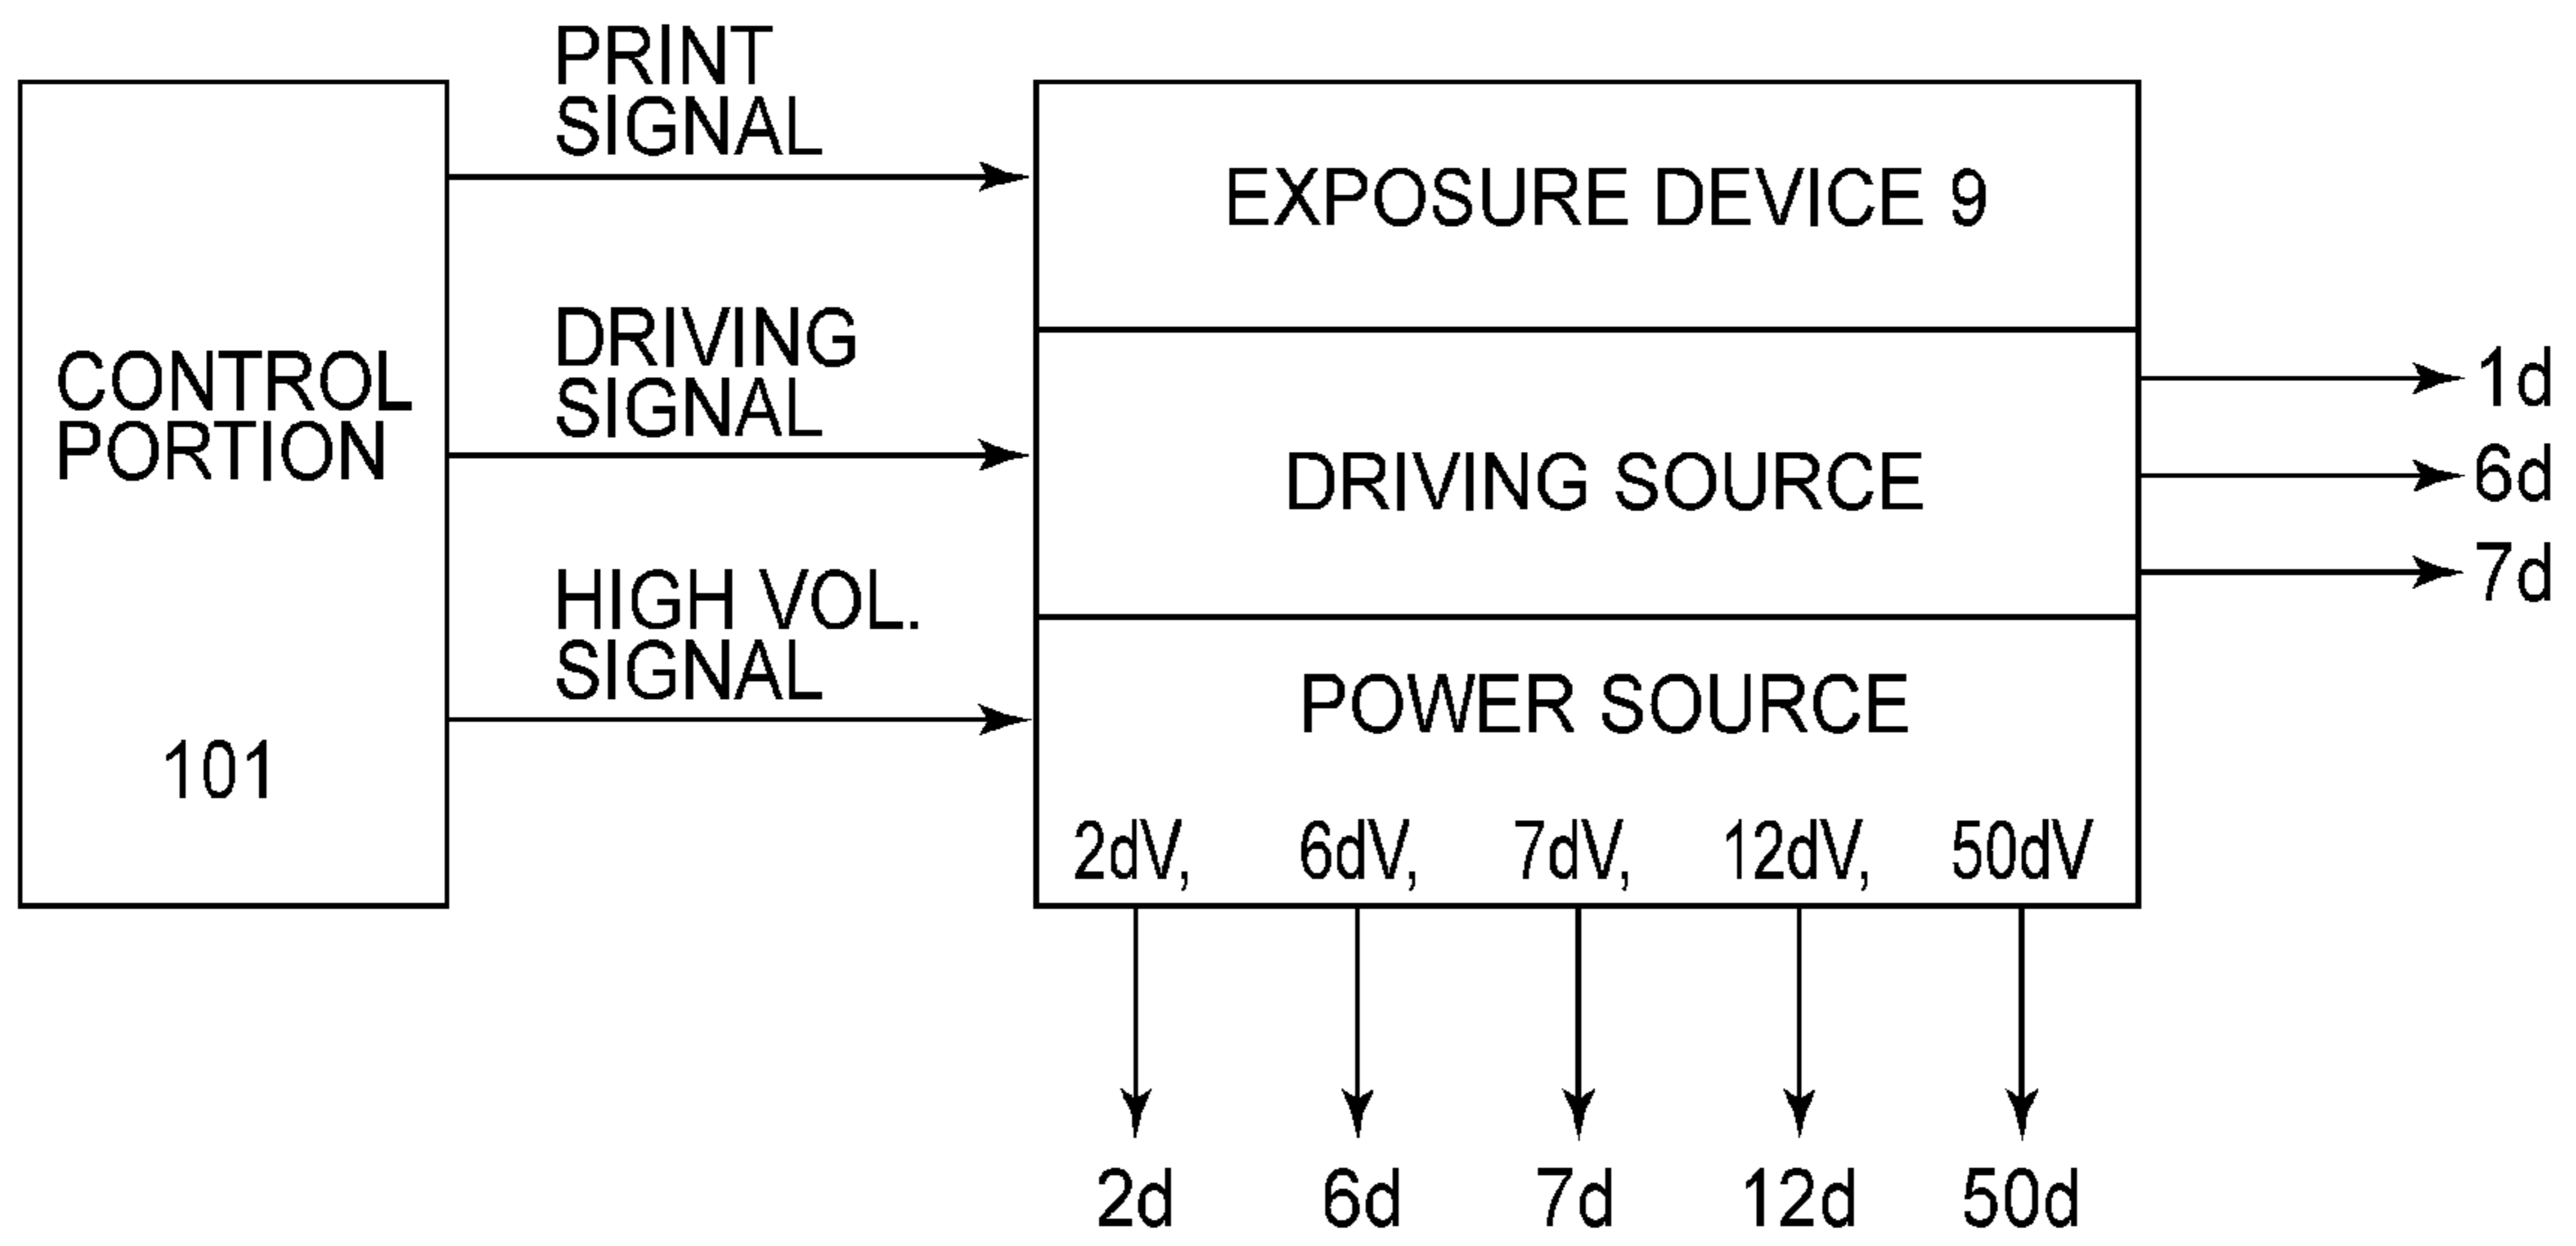 PRINT
SIGNAL
EXPOSURE DEVICE 9
CONTROL
PORTION
101
DRIVING
SIGNAL
DRIVING SOURCE
1d
6d
7d
HIGH VOL.
SIGNAL
POWER SOURCE
2dV, 6dV, 7dV, 12dV, 50dV
2d 6d 7d 12d 50d